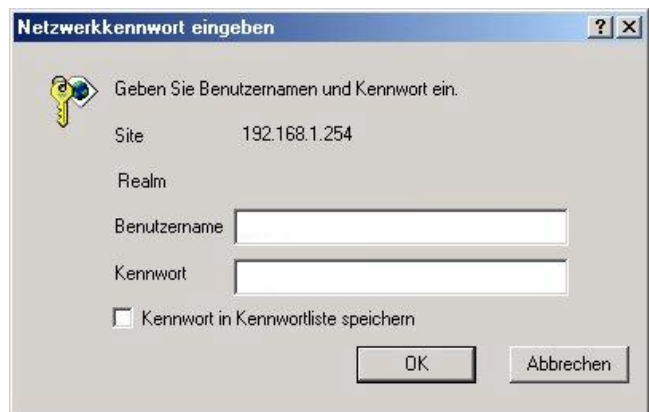 Netzwerkkennwort eingeben
Geben Sie Benutzernamen und Kennwort ein.
Site 192.168.1.254
Realm
Benutzername
Kennwort
Kennwort in Kennwortliste speichern
OK Abbrechen